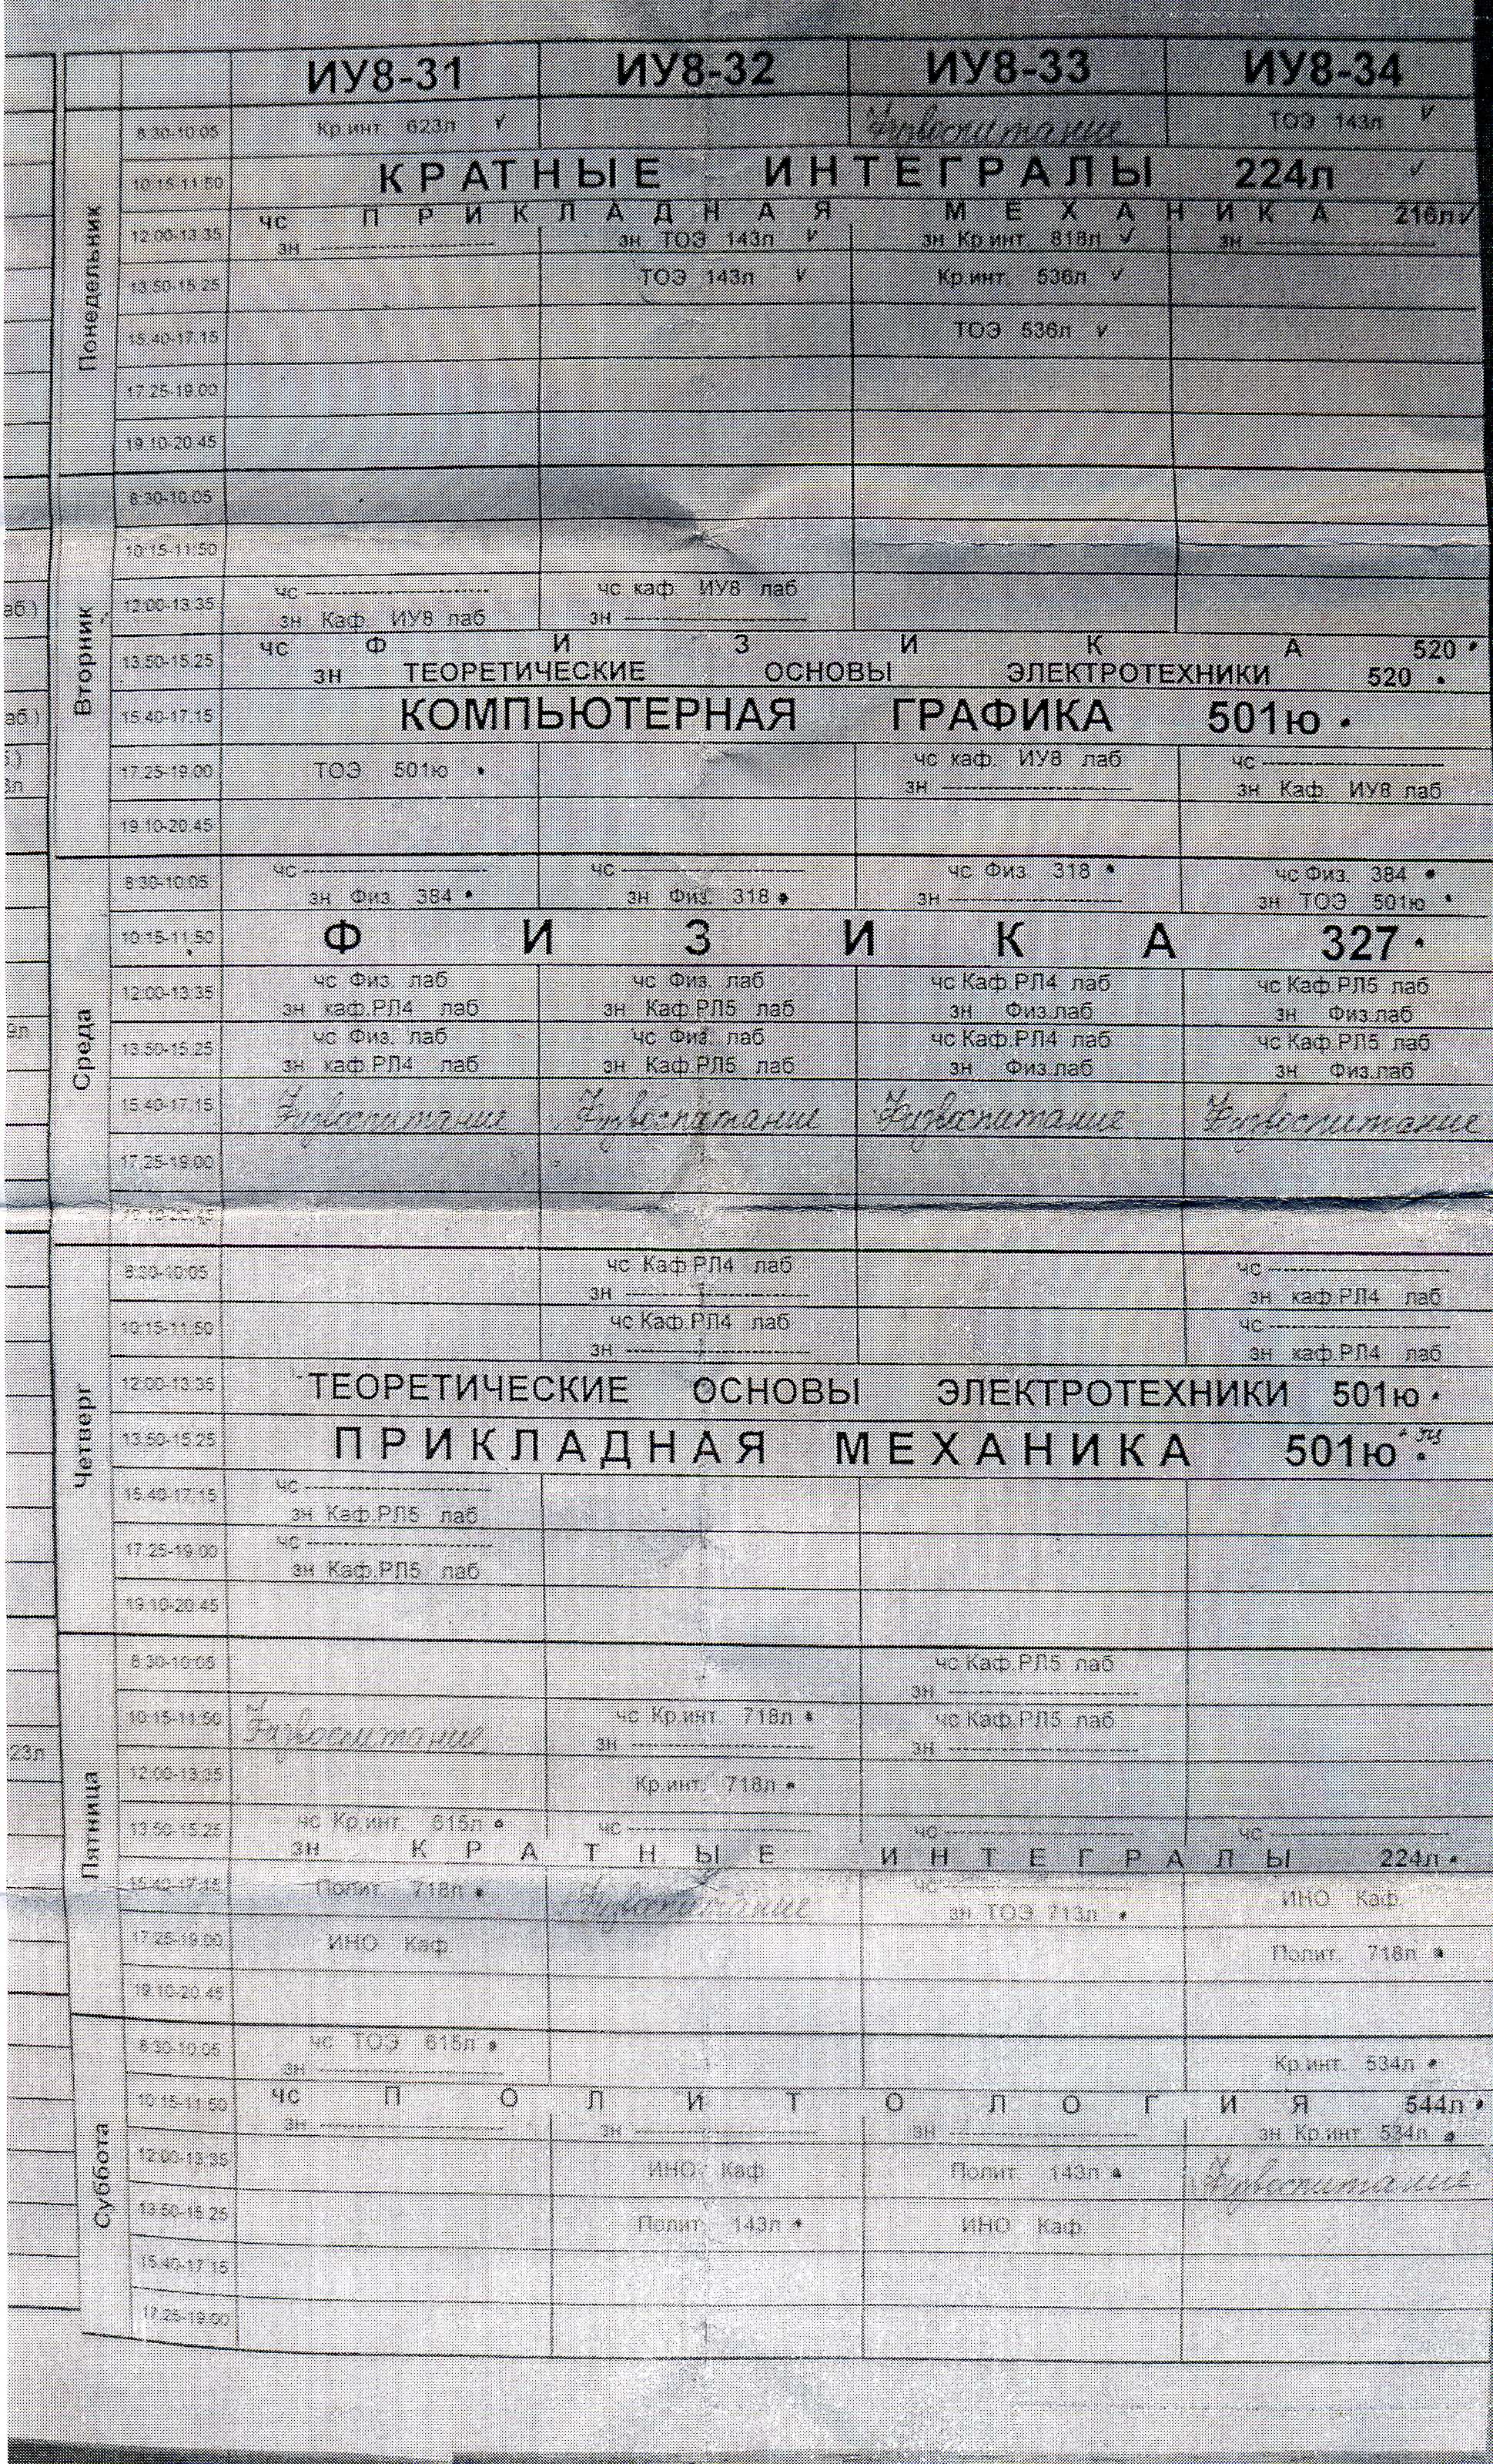 ИУ8-31 ИУ8-32 ИУ8-33 ИУ8-34
Понедельник
8:30-10:05 Кр.инт. 623л Физвоспитание ТОЭ 143л
10:15-11:50 КРАТНЫЕ ИНТЕГРАЛЫ 224л
12:00-13:35 чс ПРИКЛАДНАЯ МЕХАНИКА 216л
зн ---------- зн ТОЭ 143л зн Кр.инт. 818л зн ----------
13.50-15.25 ТОЭ 143л Кр.инт. 536л
15.40-17.15 ТОЭ 536л
17.25-19.00
19.10-20.45
Вторник
8:30-10.05
10:15-11:50
12:00-13:35 чс ---------- чс каф ИУ8 лаб
зн Каф. ИУ8 лаб зн ----------
13.50-15.25 чс ФИЗИКА 520
зн ТЕОРЕТИЧЕСКИЕ ОСНОВЫ ЭЛЕКТРОТЕХНИКИ 520
15.40-17.15 КОМПЬЮТЕРНАЯ ГРАФИКА 501ю
17.25-19.00 ТОЭ 501ю чс каф. ИУ8 лаб чс ----------
зн ---------- зн Каф. ИУ8 лаб
19.10-20.45
Среда
8:30-10:05 чс ---------- чс ---------- чс Физ 318 чс Физ. 384
зн Физ. 384 зн Физ. 318 зн ---------- зн ТОЭ 501ю
10:15-11:50 ФИЗИКА 327
12:00-13:35 чс Физ. лаб чс Физ. лаб чс Каф.РЛ4 лаб чс Каф.РЛ5 лаб
зн каф.РЛ4 лаб зн Каф.РЛ5 лаб зн Физ.лаб зн Физ.лаб
13.50-15.25 чс Физ. лаб чс Физ. лаб чс Каф.РЛ4 лаб чс Каф.РЛ5 лаб
зн каф.РЛ4 лаб зн Каф.РЛ5 лаб зн Физ.лаб зн Физ.лаб
15.40-17.15 Физвоспитание Физвоспитание Физвоспитание Физвоспитание
17.25-19.00
19.10-20.45
Четверг
8:30-10:05 чс Каф РЛ4 лаб чс ----------
зн ---------- зн каф.РЛ4 лаб
10:15-11:50 чс Каф.РЛ4 лаб чс ----------
зн ---------- зн каф.РЛ4 лаб
12:00-13:35 ТЕОРЕТИЧЕСКИЕ ОСНОВЫ ЭЛЕКТРОТЕХНИКИ 501ю
13.50-15.25 ПРИКЛАДНАЯ МЕХАНИКА 501ю
15.40-17.15 чс ----------
зн Каф.РЛ5 лаб
17.25-19.00 чс ----------
зн Каф.РЛ5 лаб
19.10-20.45
Пятница
8:30-10:05 чс Каф.РЛ5 лаб
зн ----------
10:15-11:50 Физвоспитание чс Кр.инт. 718л чс Каф.РЛ5 лаб
зн ---------- зн ----------
12:00-13:35 Кр.инт. 718л
13.50-15.25 чс Кр.инт. 615л чс ---------- чс ---------- чс ----------
зн КРАТНЫЕ ИНТЕГРАЛЫ 224л
15.40-17.15 Полит. 718л Физвоспитание чс ---------- ИНО Каф.
зн ТОЭ 713л
17.25-19.00 ИНО Каф. Полит. 718л
19.10-20.45
Суббота
8:30-10.05 чс ТОЭ 615л Кр.инт. 534л
зн ----------
10:15-11:50 чс ПОЛИТОЛОГИЯ 544л
зн ---------- зн ---------- зн ---------- зн Кр.инт. 534л
12:00-13:35 ИНО Каф. Полит. 143л Физвоспитание
13.50-15.25 Полит. 143л ИНО Каф.
15.40-17.15
17.25-19.00